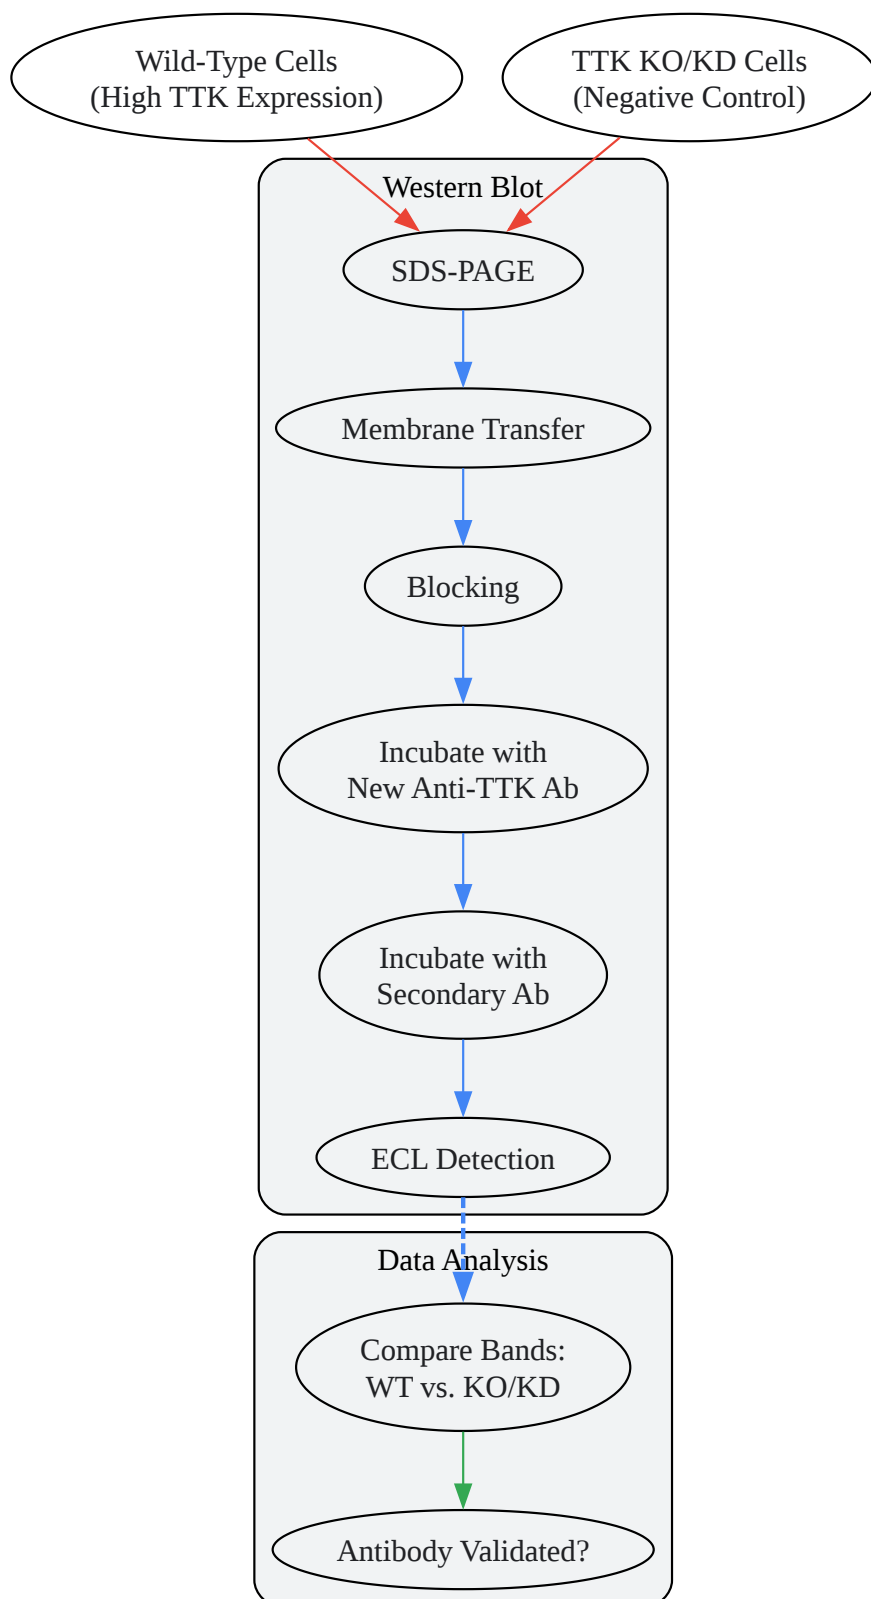 Wild-Type Cells
(High TTK Expression)
TTK KO/KD Cells
(Negative Control)
Western Blot
SDS-PAGE
Membrane Transfer
Blocking
Incubate with
New Anti-TTK Ab
Incubate with
Secondary Ab
ECL Detection
Data Analysis
Compare Bands:
WT vs. KO/KD
Antibody Validated?